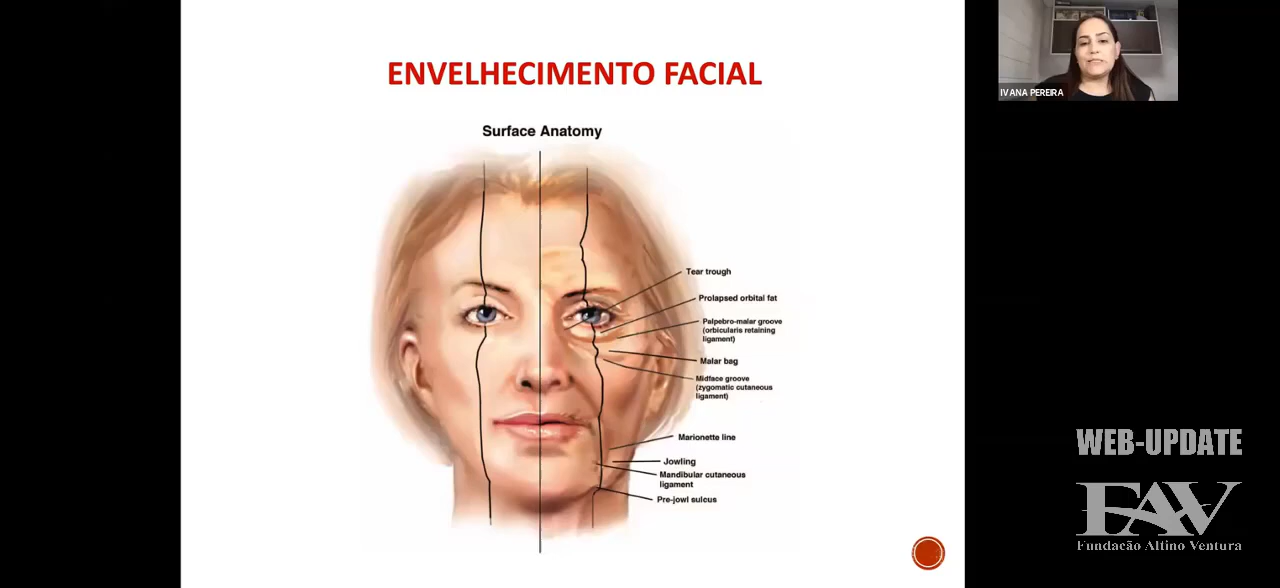 ENVELHECIMENTO FACIAL
Surface Anatomy
Tear trough
Prolapsed orbital fat
Palpebro-malar groove
(orbicularis retaining
ligament)
Malar bag
Midface groove
(zygomatic cutaneous
ligament)
Marionette line
Jowling
Mandibular cutaneous
ligament
Pre-jowl sulcus
IVANA PEREIRA
WEB-UPDATE
FAV
Fundação Altino Ventura